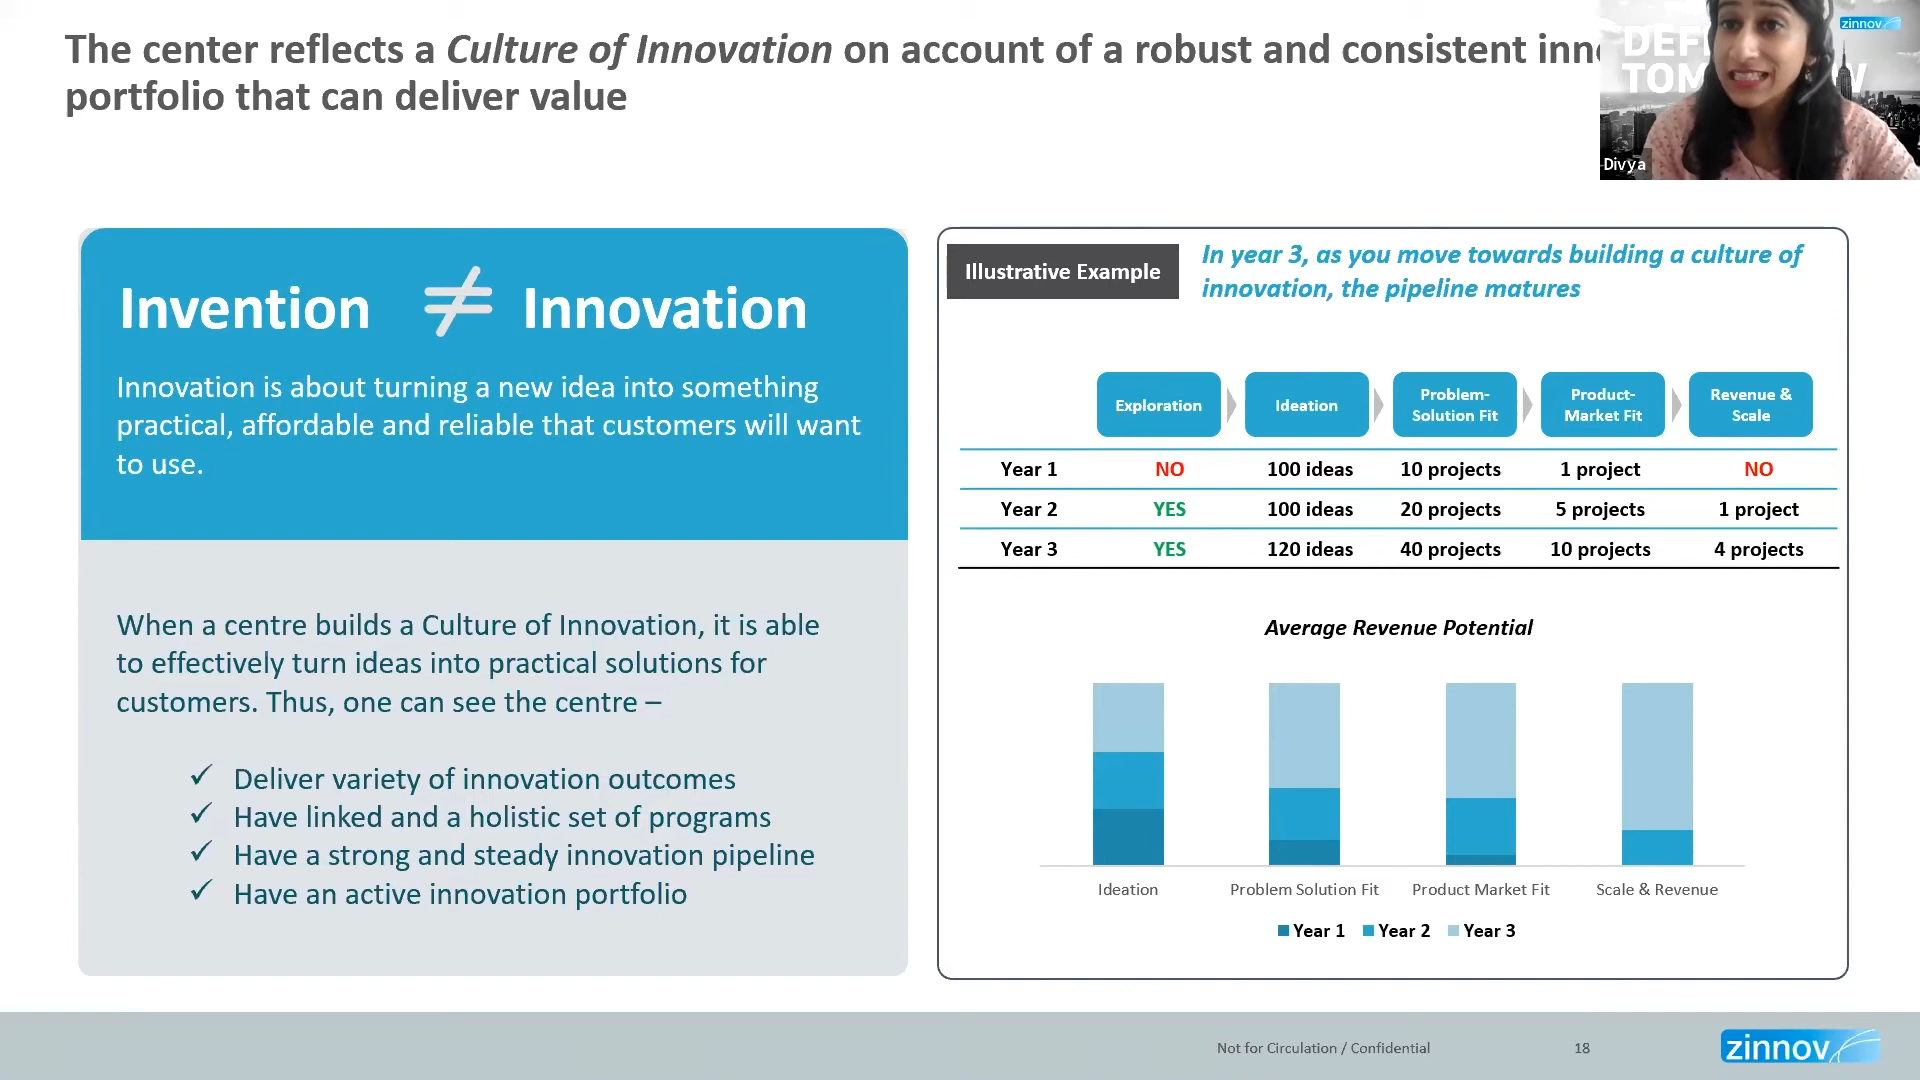 The center reflects a Culture of Innovation on account of a robust and consistent
portfolio that can deliver value
zinnov
Divya
Invention ≠ Innovation
Innovation is about turning a new idea into something
practical, affordable and reliable that customers will want
to use.
When a centre builds a Culture of Innovation, it is able
to effectively turn ideas into practical solutions for
customers. Thus, one can see the centre –
✓ Deliver variety of innovation outcomes
✓ Have linked and a holistic set of programs
✓ Have a strong and steady innovation pipeline
✓ Have an active innovation portfolio
Illustrative Example
In year 3, as you move towards building a culture of
innovation, the pipeline matures
Exploration Ideation Problem-Solution Fit Product-Market Fit Revenue & Scale
Year 1 NO 100 ideas 10 projects 1 project NO
Year 2 YES 100 ideas 20 projects 5 projects 1 project
Year 3 YES 120 ideas 40 projects 10 projects 4 projects
Average Revenue Potential
Ideation Problem Solution Fit Product Market Fit Scale & Revenue
Year 1 Year 2 Year 3
Not for Circulation / Confidential 18 zinnov